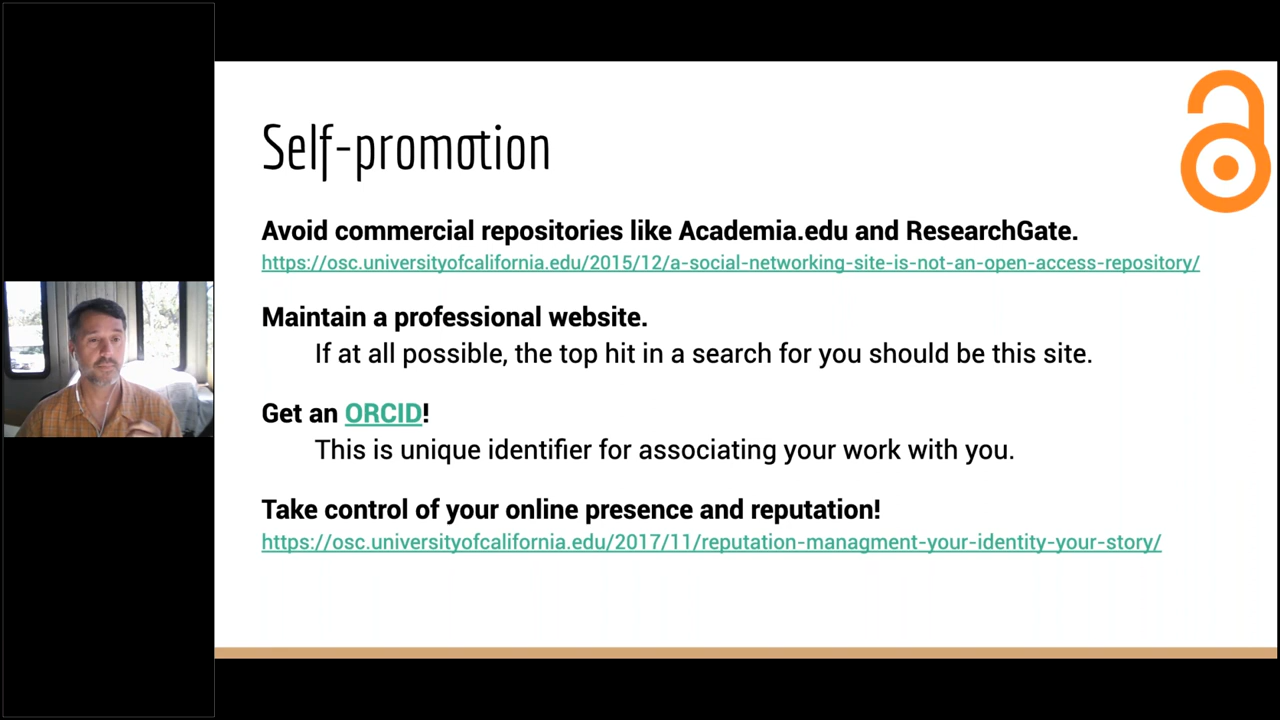 Self-promotion
Avoid commercial repositories like Academia.edu and ResearchGate.
https://osc.universityofcalifornia.edu/2015/12/a-social-networking-site-is-not-an-open-access-repository/
Maintain a professional website.
If at all possible, the top hit in a search for you should be this site.
Get an ORCID!
This is unique identifier for associating your work with you.
Take control of your online presence and reputation!
https://osc.universityofcalifornia.edu/2017/11/reputation-managment-your-identity-your-story/